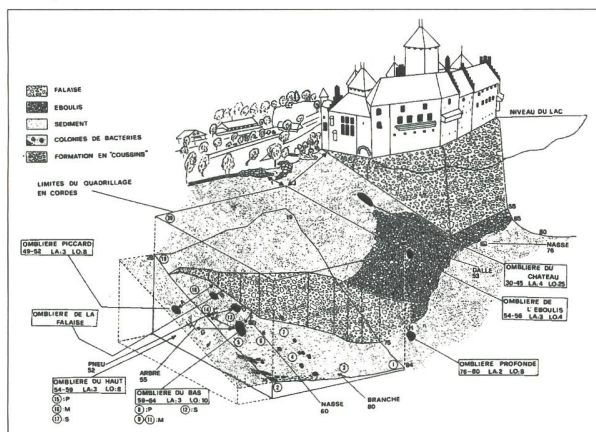 FALAISE
EBOULIS
SEDIMENT
COLONIES DE BACTERIES
FORMATION EN "COUSSINS"
NIVEAU DU LAC
LIMITES DU QUADRILLAGE
EN CORDES
OMBLIERE PICCARD
49-52 LA:3 LO:8
OMBLIERE DE LA
FALAISE
PNEU
52
ARBRE
55
OMBLIERE DU HAUT
54-59 LA:3 LO:8
15 :P
16 :M
17 :S
OMBLIERE DU BAS
59-64 LA:3 LO:10
8 :P
12 :S
9 11 :M
NASSE
60
BRANCHE
80
DALLE
53
NASSE
76
OMBLIERE DU
CHATEAU
30-45 LA:4 LO:25
OMBLIERE DE
L'EBOULIS
54-56 LA:3 LO:4
OMBLIERE PROFONDE
76-80 LA:2 LO:8